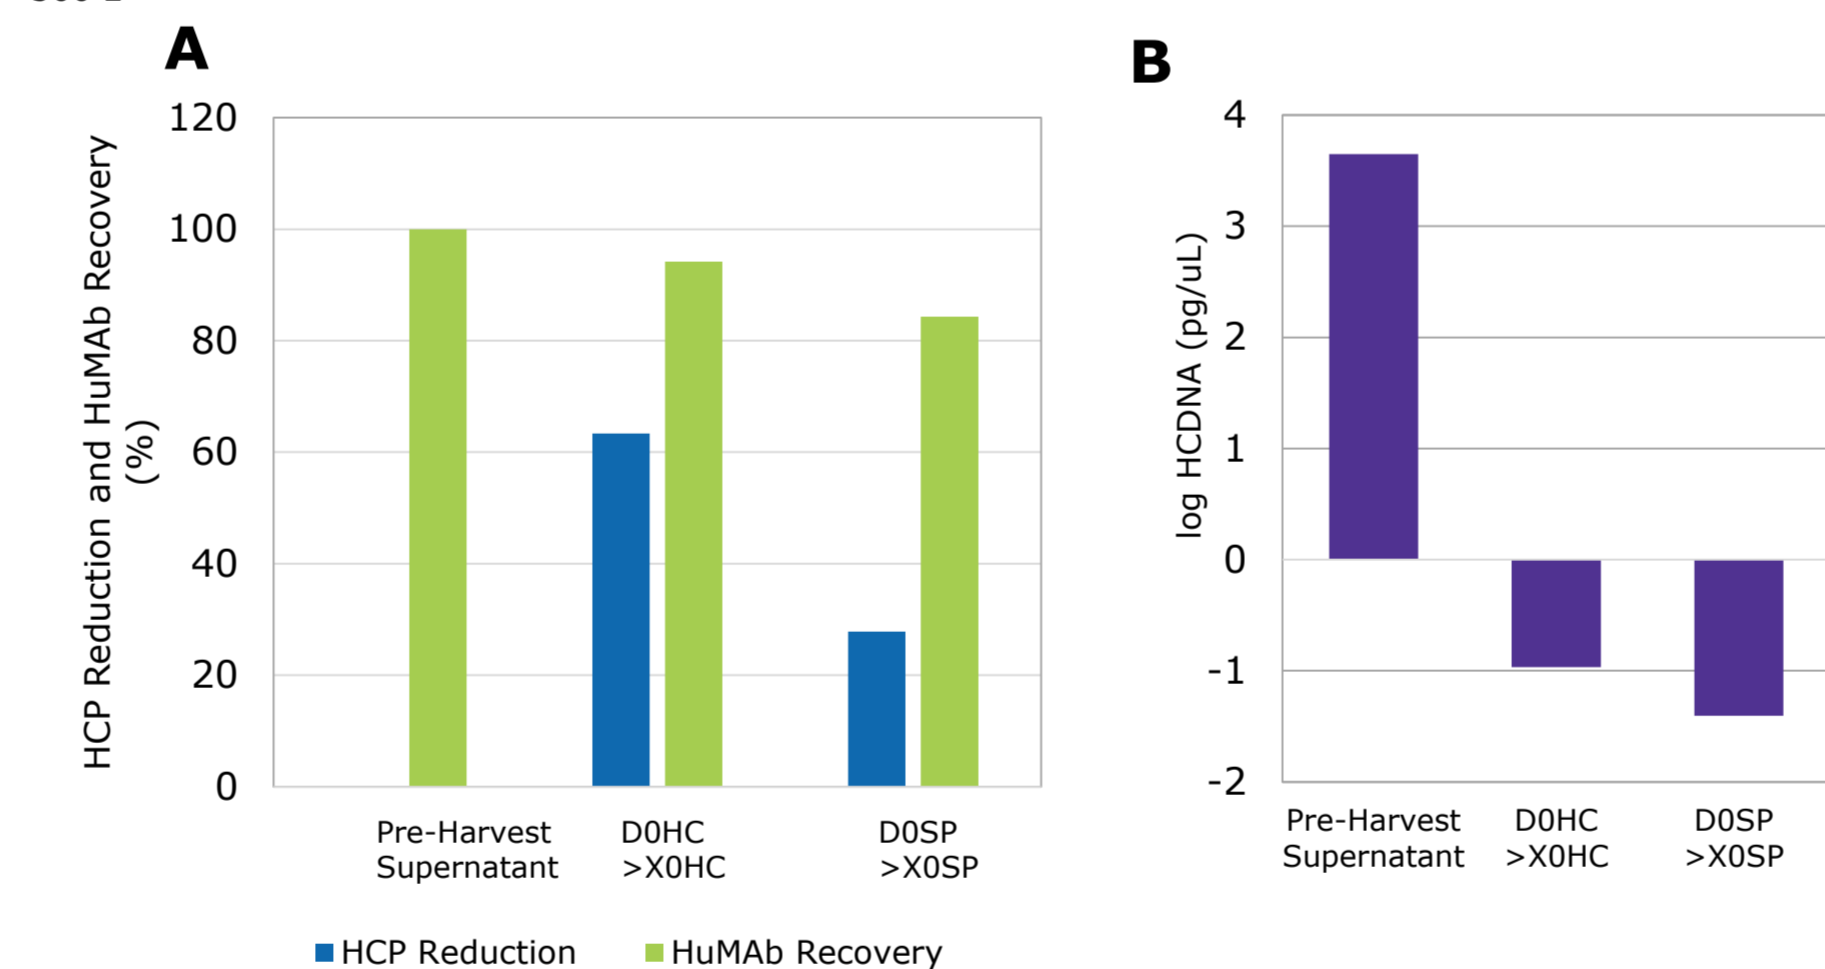 A
HCP Reduction and HuMAb Recovery
(%)
120
100
80
60
40
20
0
Pre-Harvest
Supernatant
D0HC
>X0HC
D0SP
>X0SP
HCP Reduction
HuMAb Recovery
B
log HCDNA (pg/uL)
4
3
2
1
0
-1
-2
Pre-Harvest
Supernatant
D0HC
>X0HC
D0SP
>X0SP